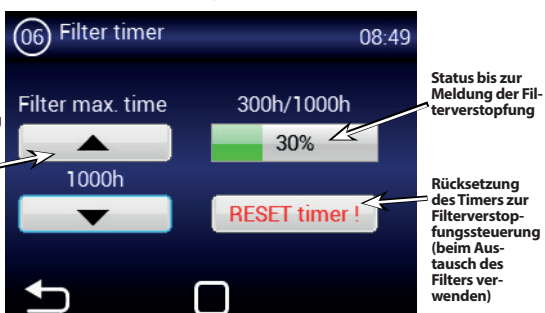 06 Filter timer 08:49
Filter max. time
300h/1000h
30%
1000h
RESET timer !
Status bis zur
Meldung der Fil-
terverstopfung
Rücksetzung
des Timers zur
Filterverstop-
fungssteuerung
(beim Aus-
tausch des
Filters ver-
wenden)